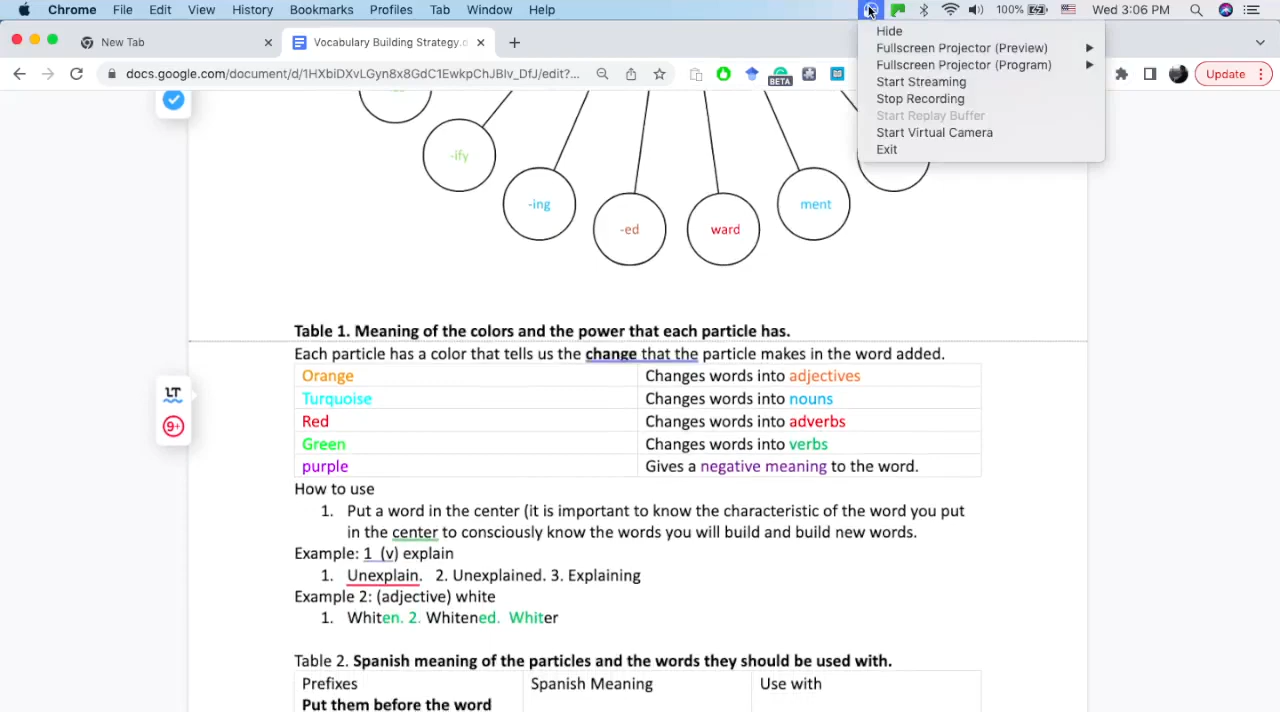 Chrome File Edit View History Bookmarks Profiles Tab Window Help 100% Wed 3:06 PM
New Tab
Vocabulary Building Strategy.o
docs.google.com/document/d/1HXbiDXvLGyn8x8GdC1EwkpChJBIv_DfJ/edit?...
BETA
Update
Hide
Fullscreen Projector (Preview)
Fullscreen Projector (Program)
Start Streaming
Stop Recording
Start Replay Buffer
Start Virtual Camera
Exit
-ify
-ing
-ed
ward
ment
Table 1. Meaning of the colors and the power that each particle has.
Each particle has a color that tells us the change that the particle makes in the word added.
Orange Changes words into adjectives
Turquoise Changes words into nouns
Red Changes words into adverbs
Green Changes words into verbs
purple Gives a negative meaning to the word.
LT
9+
How to use
1. Put a word in the center (it is important to know the characteristic of the word you put
in the center to consciously know the words you will build and build new words.
Example: 1 (v) explain
1. Unexplain. 2. Unexplained. 3. Explaining
Example 2: (adjective) white
1. Whiten. 2. Whitened. Whiter
Table 2. Spanish meaning of the particles and the words they should be used with.
Prefixes Spanish Meaning Use with
Put them before the word